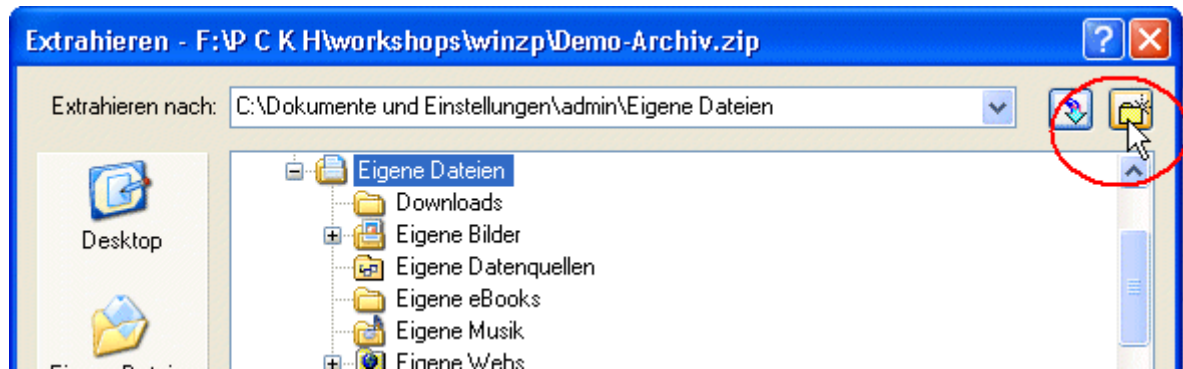 Extrahieren - F:\P C K H\workshops\winzp\Demo-Archiv.zip
Extrahieren nach: C:\Dokumente und Einstellungen\admin\Eigene Dateien
Eigene Dateien
Downloads
Desktop
Eigene Bilder
Eigene Datenquellen
Eigene eBooks
Eigene Musik
Eigene Webs